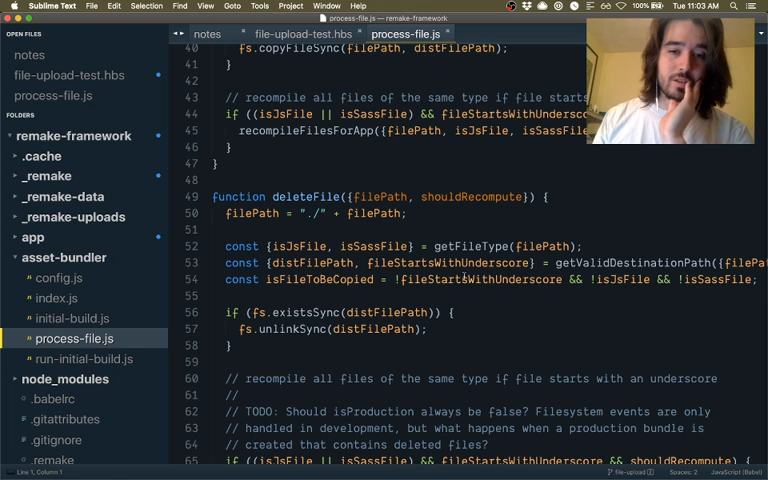 Sublime Text File Edit Selection Find View Goto Tools Project Window Help 100% Tue 11:03 AM
process-file.js — remake-framework
OPEN FILES
notes
file-upload-test.hbs
process-file.js
FOLDERS
remake-framework
.cache
_remake
_remake-data
_remake-uploads
app
asset-bundler
config.js
index.js
initial-build.js
process-file.js
run-initial-build.js
node_modules
.babelrc
.gitattributes
.gitignore
.remake
notes file-upload-test.hbs process-file.js
40 fs.copyFileSync(filePath, distFilePath);
41 }
42
43 // recompile all files of the same type if file starts
44 if ((isJsFile || isSassFile) && fileStartsWithUndersco
45 recompileFilesForApp({filePath, isJsFile, isSassFile
46 }
47 }
48
49 function deleteFile({filePath, shouldRecompute}) {
50 filePath = "./" + filePath;
51
52 const {isJsFile, isSassFile} = getFileType(filePath);
53 const {distFilePath, fileStartsWithUnderscore} = getValidDestinationPath({filePa
54 const isFileToBeCopied = !fileStartsWithUnderscore && !isJsFile && !isSassFile;
55
56 if (fs.existsSync(distFilePath)) {
57 fs.unlinkSync(distFilePath);
58 }
59
60 // recompile all files of the same type if file starts with an underscore
61 //
62 // TODO: Should isProduction always be false? Filesystem events are only
63 // handled in development, but what happens when a production bundle is
64 // created that contains deleted files?
65 if ((isJsFile || isSassFile) && fileStartsWithUnderscore && shouldRecompute) {
Line 1, Column 1 file-upload Spaces: 2 JavaScript (Babel)